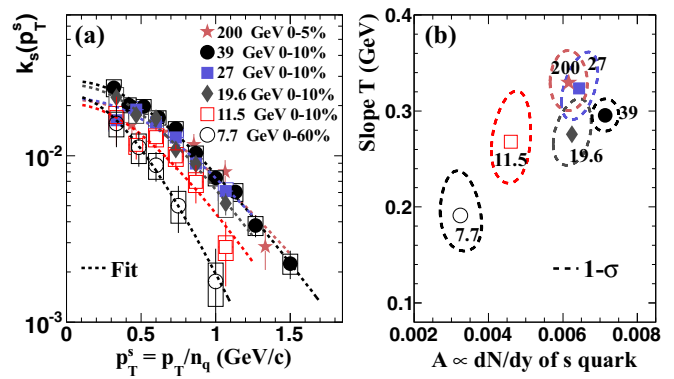 (a)
k_s(p_T^s)
200 GeV 0-5%
39 GeV 0-10%
27 GeV 0-10%
19.6 GeV 0-10%
11.5 GeV 0-10%
7.7 GeV 0-60%
10^-2
10^-3
Fit
0 0.5 1 1.5
p_T^s = p_T/n_q (GeV/c)
(b)
Slope T (GeV)
0.4
0.3
0.2
0.1
200
27
39
19.6
11.5
7.7
1-σ
0.002 0.004 0.006 0.008
A ∝ dN/dy of s quark